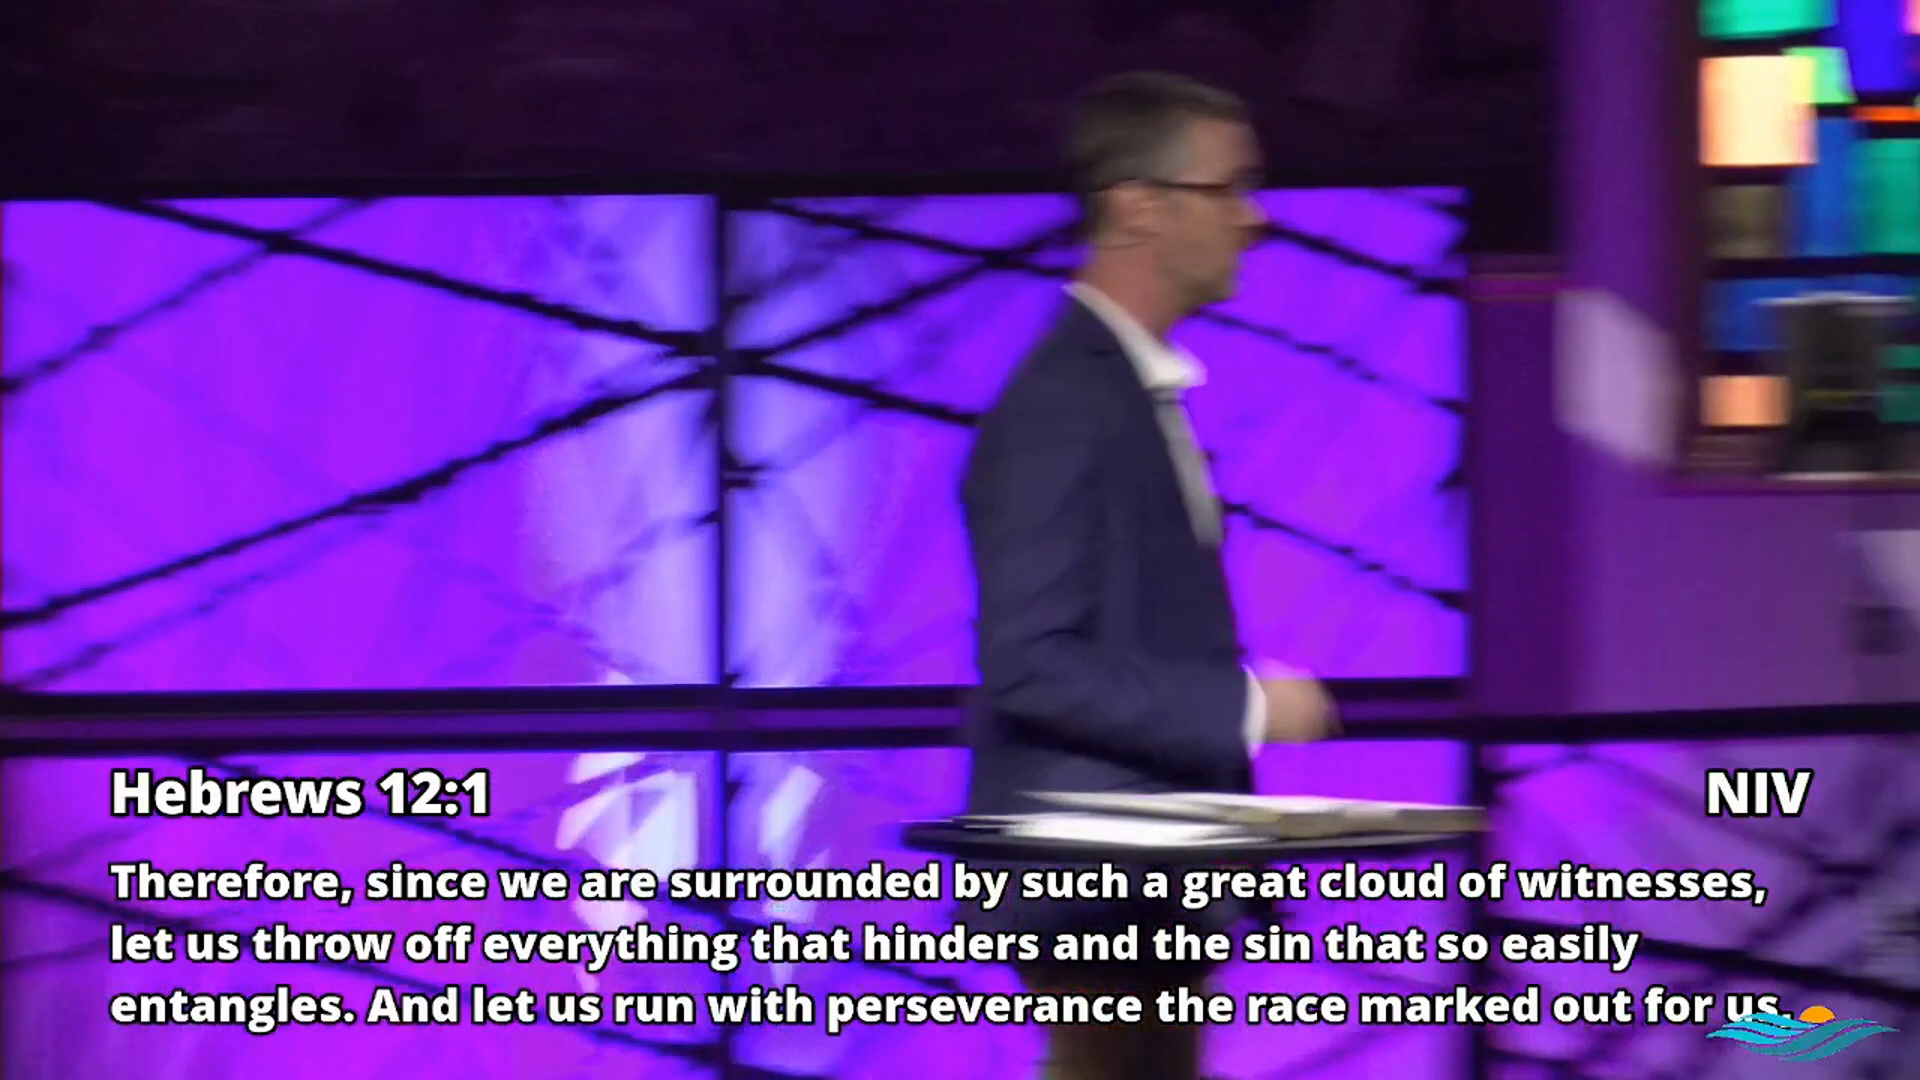 Hebrews 12:1
NIV
Therefore, since we are surrounded by such a great cloud of witnesses,
let us throw off everything that hinders and the sin that so easily
entangles. And let us run with perseverance the race marked out for us.